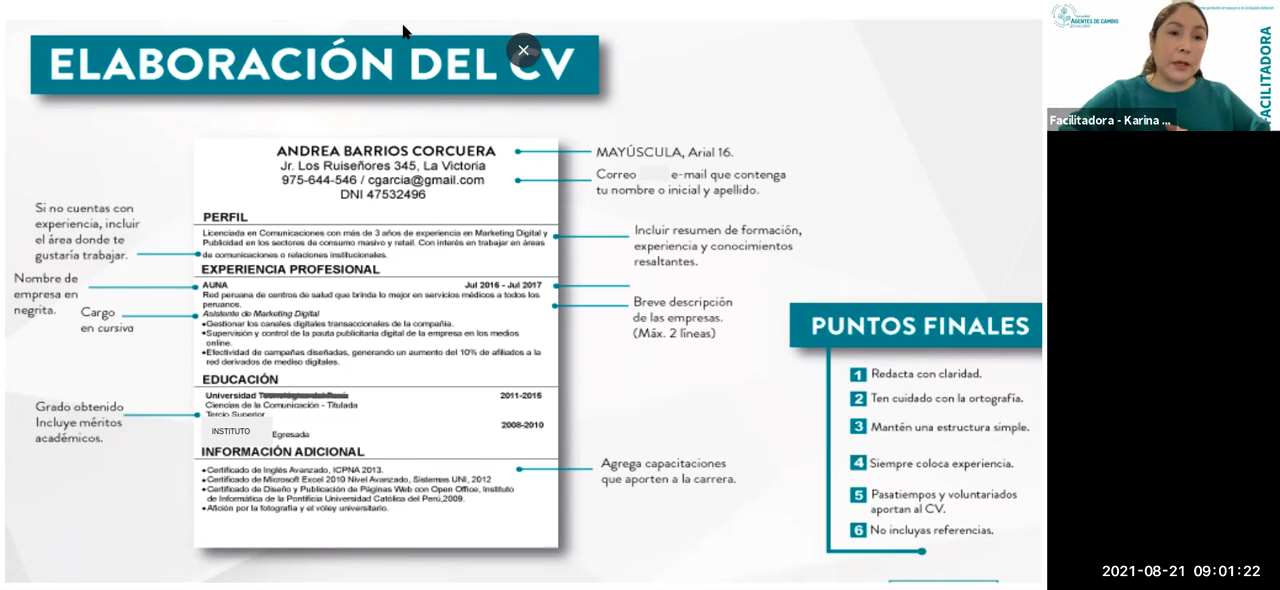 ELABORACIÓN DEL CV
ANDREA BARRIOS CORCUERA
Jr. Los Ruiseñores 345, La Victoria
975-644-546 / cgarcia@gmail.com
DNI 47532496
PERFIL
Licenciada en Comunicaciones con más de 3 años de experiencia en Marketing Digital y
Publicidad en los sectores de consumo masivo y retail. Con interés en trabajar en áreas
de comunicaciones o relaciones institucionales.
EXPERIENCIA PROFESIONAL
AUNA Jul 2016 - Jul 2017
Red peruana de centros de salud que brinda lo mejor en servicios médicos a todos los
peruanos.
Asistente de Marketing Digital
•Gestionar los canales digitales transaccionales de la compañía.
•Supervisión y control de la pauta publicitaria digital de la empresa en los medios
online.
•Efectividad de campañas diseñadas, generando un aumento del 10% de afiliados a la
red derivados de mediso digitales.
EDUCACIÓN
Universidad 2011-2015
Ciencias de la Comunicación - Titulada
Tercio Superior
2008-2010
INSTITUTO Egresada
INFORMACIÓN ADICIONAL
•Certificado de Inglés Avanzado, ICPNA 2013.
•Certificado de Microsoft Excel 2010 Nivel Avanzado, Sistemas UNI, 2012
•Certificado de Diseño y Publicación de Páginas Web con Open Office, Instituto
de Informática de la Pontificia Universidad Católica del Perú,2009.
•Afición por la fotografía y el vóley universitario.
Si no cuentas con
experiencia, incluir
el área donde te
gustaría trabajar.
Nombre de
empresa en
negrita.
Cargo
en cursiva
Grado obtenido
Incluye méritos
académicos.
MAYÚSCULA, Arial 16.
Correo e-mail que contenga
tu nombre o inicial y apellido.
Incluir resumen de formación,
experiencia y conocimientos
resaltantes.
Breve descripción
de las empresas.
(Máx. 2 líneas)
Agrega capacitaciones
que aporten a la carrera.
PUNTOS FINALES
1 Redacta con claridad.
2 Ten cuidado con la ortografía.
3 Mantén una estructura simple.
4 Siempre coloca experiencia.
5 Pasatiempos y voluntariados
aportan al CV.
6 No incluyas referencias.
AGENTES DE CAMBIO
FACILITADORA
Facilitadora - Karina ...
2021-08-21 09:01:22